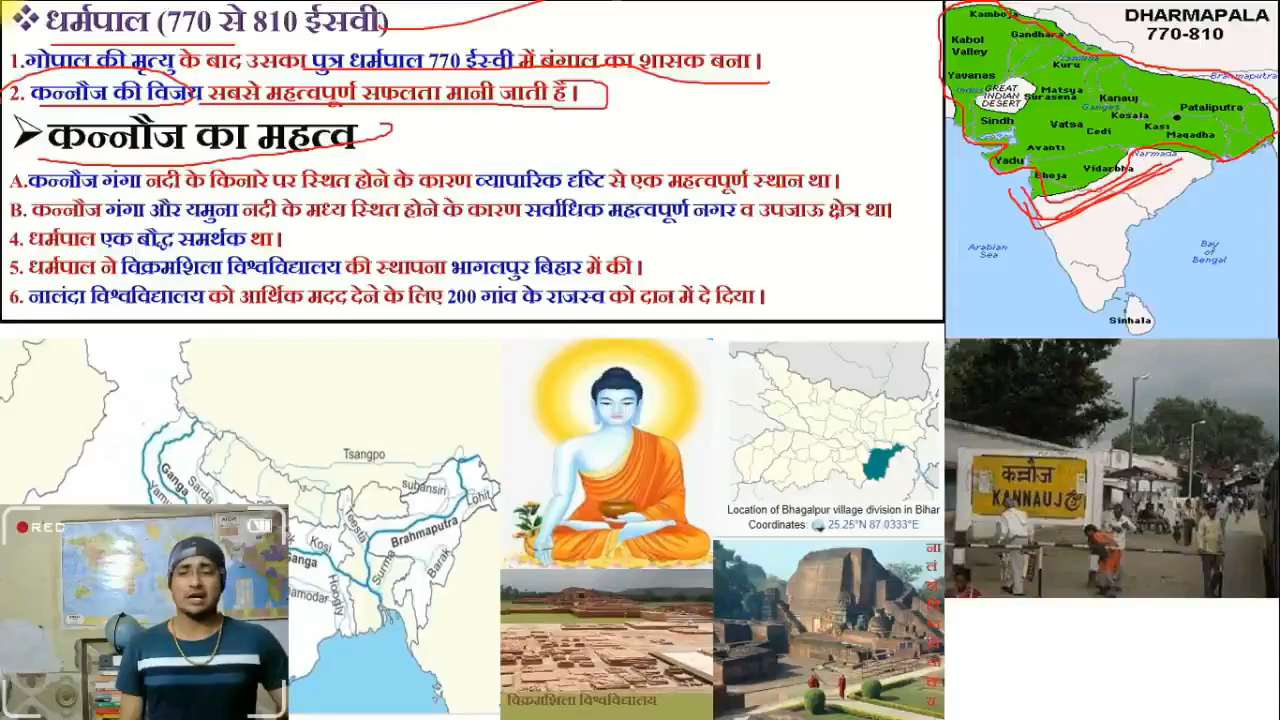 ❖ धर्मपाल (770 से 810 ईसवी)
1.गोपाल की मृत्यु के बाद उसका पुत्र धर्मपाल 770 ईस्वी में बंगाल का शासक बना।
2. कन्नौज की विजय सबसे महत्वपूर्ण सफलता मानी जाती है।
➢कन्नौज का महत्व
A.कन्नौज गंगा नदी के किनारे पर स्थित होने के कारण व्यापारिक दृष्टि से एक महत्वपूर्ण स्थान था।
B. कन्नौज गंगा और यमुना नदी के मध्य स्थित होने के कारण सर्वाधिक महत्वपूर्ण नगर व उपजाऊ क्षेत्र था।
4. धर्मपाल एक बौद्ध समर्थक था।
5. धर्मपाल ने विक्रमशिला विश्वविद्यालय की स्थापना भागलपुर बिहार में की।
6. नालंदा विश्वविद्यालय को आर्थिक मदद देने के लिए 200 गांव के राजस्व को दान में दे दिया।
DHARMAPALA
770-810
Kamboja
Gandhara
Kabol
Valley
Yamuna
Kuru
Brahmaputra
Yavanas
Indus
GREAT
INDIAN
DESERT
Matsya
Surasena
Kanauj
Ganges
Pataliputra
Kosala
Sindh
Vatsa
Kasi
Cedi
Magadha
Avanti
Narmada
Yadu
Vidarbha
Bhoja
Arabian
Sea
Bay
of
Bengal
Sinhala
Tsangpo
Ganga
Sarda
subansiri
Lohit
Teesta
Brahmaputra
Kosi
Ganga
Surma
Barak
Hooghly
Damodar
REC
Location of Bhagalpur village division in Bihar
Coordinates: 25.25°N 87.0333°E
विक्रमशिला विश्वविद्यालय
कन्नौज
KANNAUJ